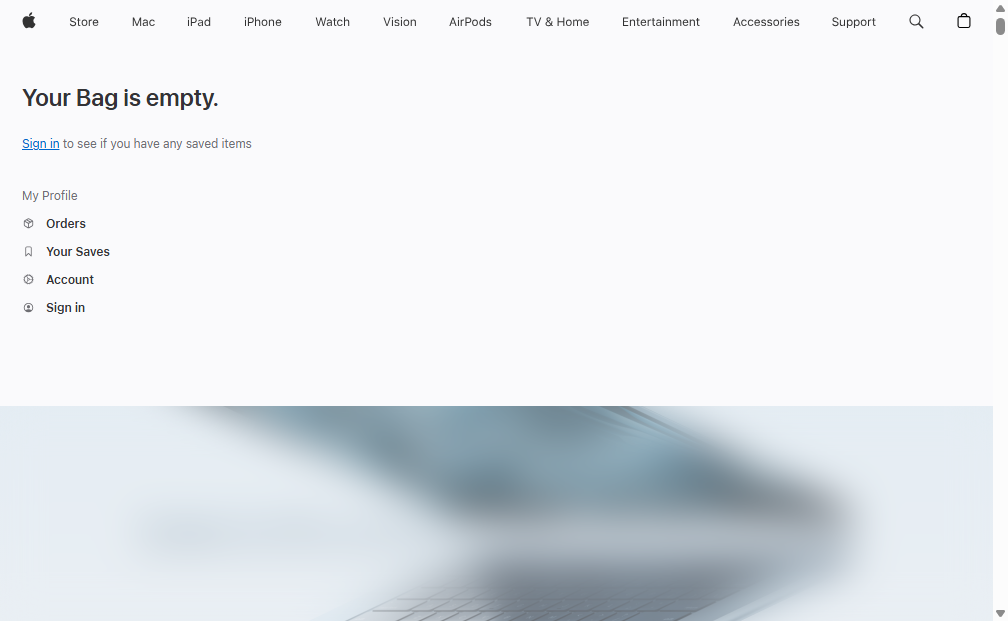 Store Mac iPad iPhone Watch Vision AirPods TV & Home Entertainment Accessories Support
Your Bag is empty.
Sign in to see if you have any saved items
My Profile
Orders
Your Saves
Account
Sign in